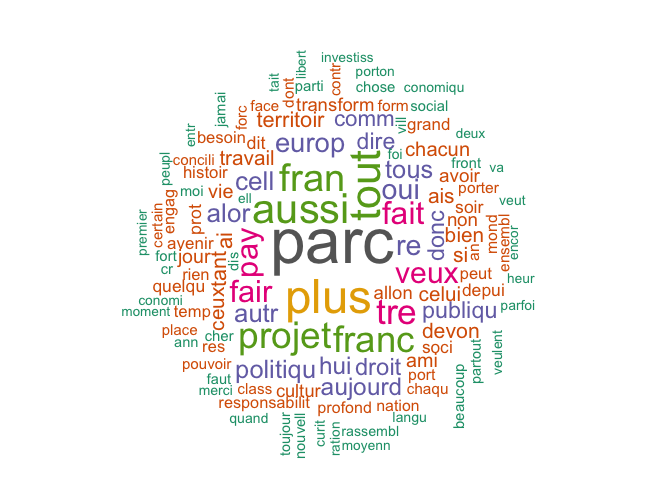 investiss
libert
tait
porton
parti
contr
chose
conomiqu
dont
jamai
forc
face
transform
form
social
territoir
comm
vill
grand
deux
entr
besoin
dit
europ
dire
foi
chacun
peupl
concili
travail
tous
front
va
histoir
cell
fran
tout
oui
avoir
porter
moi
vie
ell
ais
veut
premier
certain
engag
prot
alor
aussi
fait
soir
non
mond
encor
ensembl
avenir
ai
pay
parc
re
donc
bien
an
si
fort
jour
dis
cr
rien
tant
veux
peut
heur
quelqu
ceux
fair
plus
allon
celui
depui
conomi
moment
temp
autr
tre
publiqu
parfoi
place
cher
projet
franc
devon
ann
res
soci
partout
veulent
pouvoir
politiqu
hui
droit
ami
faut
aujourd
port
merci
class
cultur
chaqu
beaucoup
responsabilit
profond
nation
quand
langu
toujour
nouvell
curit
ration
rassembl
moyenn